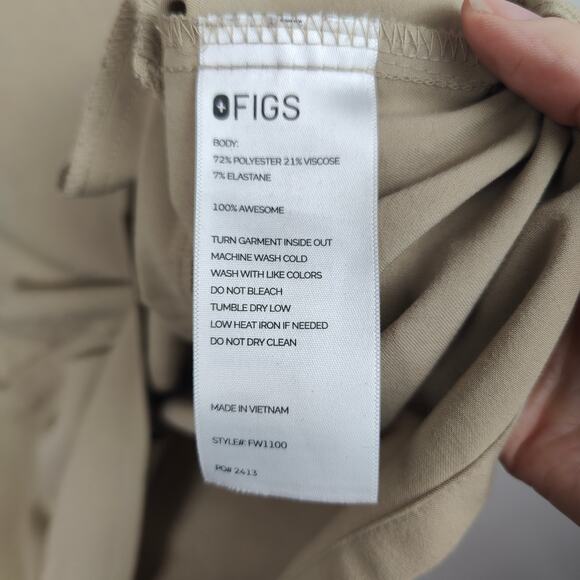 FIGS
BODY:
72% POLYESTER 21% VISCOSE
7% ELASTANE
100% AWESOME
TURN GARMENT INSIDE OUT
MACHINE WASH COLD
WASH WITH LIKE COLORS
DO NOT BLEACH
TUMBLE DRY LOW
LOW HEAT IRON IF NEEDED
DO NOT DRY CLEAN
MADE IN VIETNAM
STYLE#: FW1100
PO# 2413